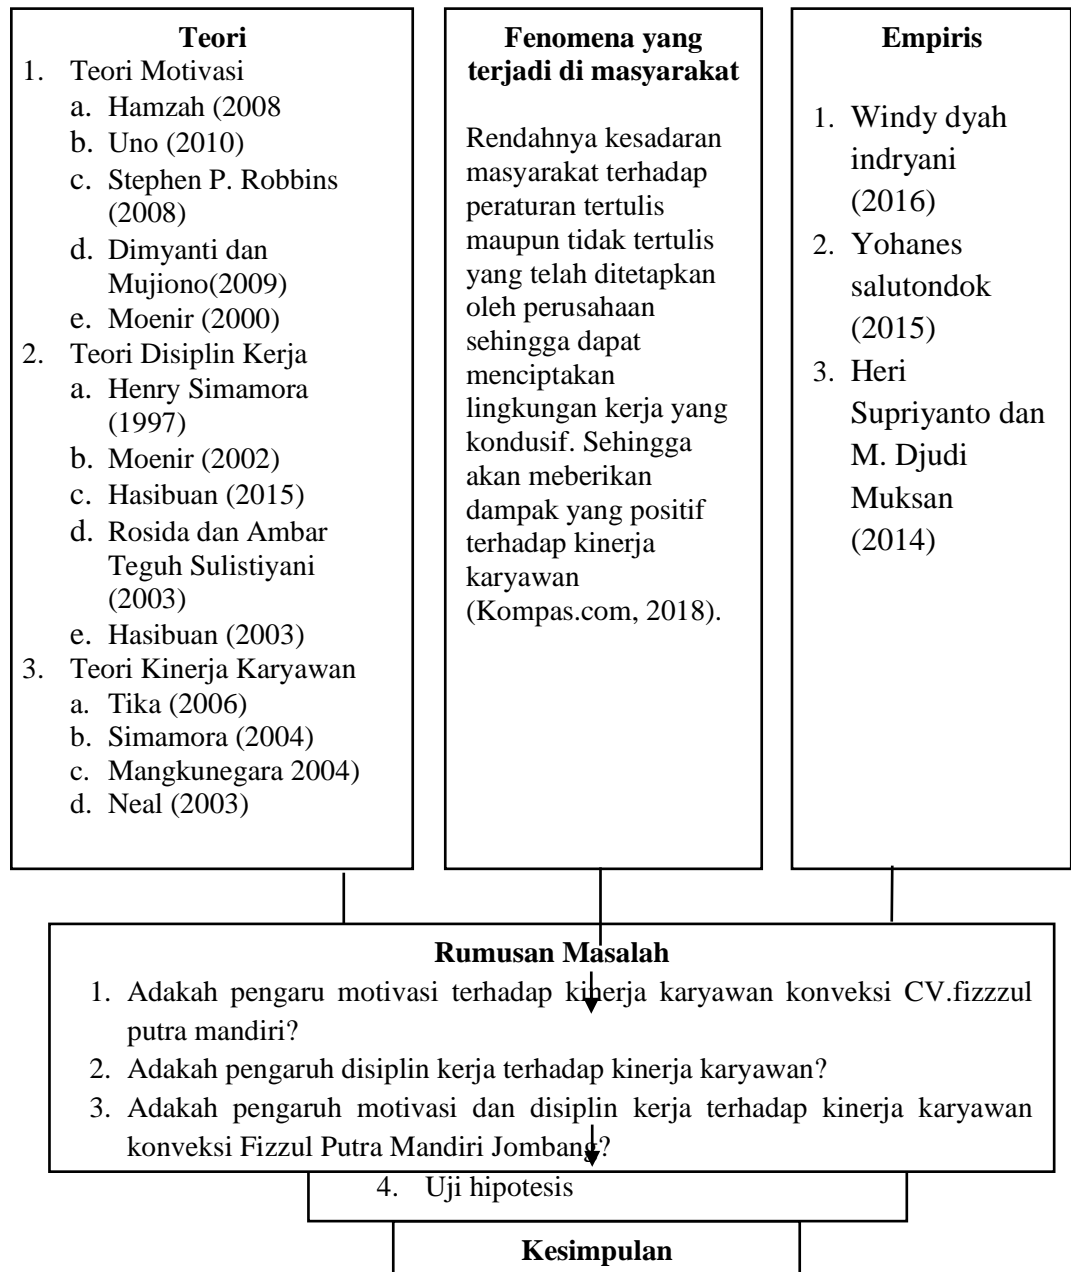 Teori
1. Teori Motivasi
a. Hamzah (2008
b. Uno (2010)
c. Stephen P. Robbins
(2008)
d. Dimyanti dan
Mujiono(2009)
e. Moenir (2000)
2. Teori Disiplin Kerja
a. Henry Simamora
(1997)
b. Moenir (2002)
c. Hasibuan (2015)
d. Rosida dan Ambar
Teguh Sulistiyani
(2003)
e. Hasibuan (2003)
3. Teori Kinerja Karyawan
a. Tika (2006)
b. Simamora (2004)
c. Mangkunegara 2004)
d. Neal (2003)
Fenomena yang
terjadi di masyarakat
Rendahnya kesadaran
masyarakat terhadap
peraturan tertulis
maupun tidak tertulis
yang telah ditetapkan
oleh perusahaan
sehingga dapat
menciptakan
lingkungan kerja yang
kondusif. Sehingga
akan meberikan
dampak yang positif
terhadap kinerja
karyawan
(Kompas.com, 2018).
Empiris
1. Windy dyah
indryani
(2016)
2. Yohanes
salutondok
(2015)
3. Heri
Supriyanto dan
M. Djudi
Muksan
(2014)
Rumusan Masalah
1. Adakah pengaru motivasi terhadap kinerja karyawan konveksi CV.fizzzul
putra mandiri?
2. Adakah pengaruh disiplin kerja terhadap kinerja karyawan?
3. Adakah pengaruh motivasi dan disiplin kerja terhadap kinerja karyawan
konveksi Fizzul Putra Mandiri Jombang?
4. Uji hipotesis
Kesimpulan